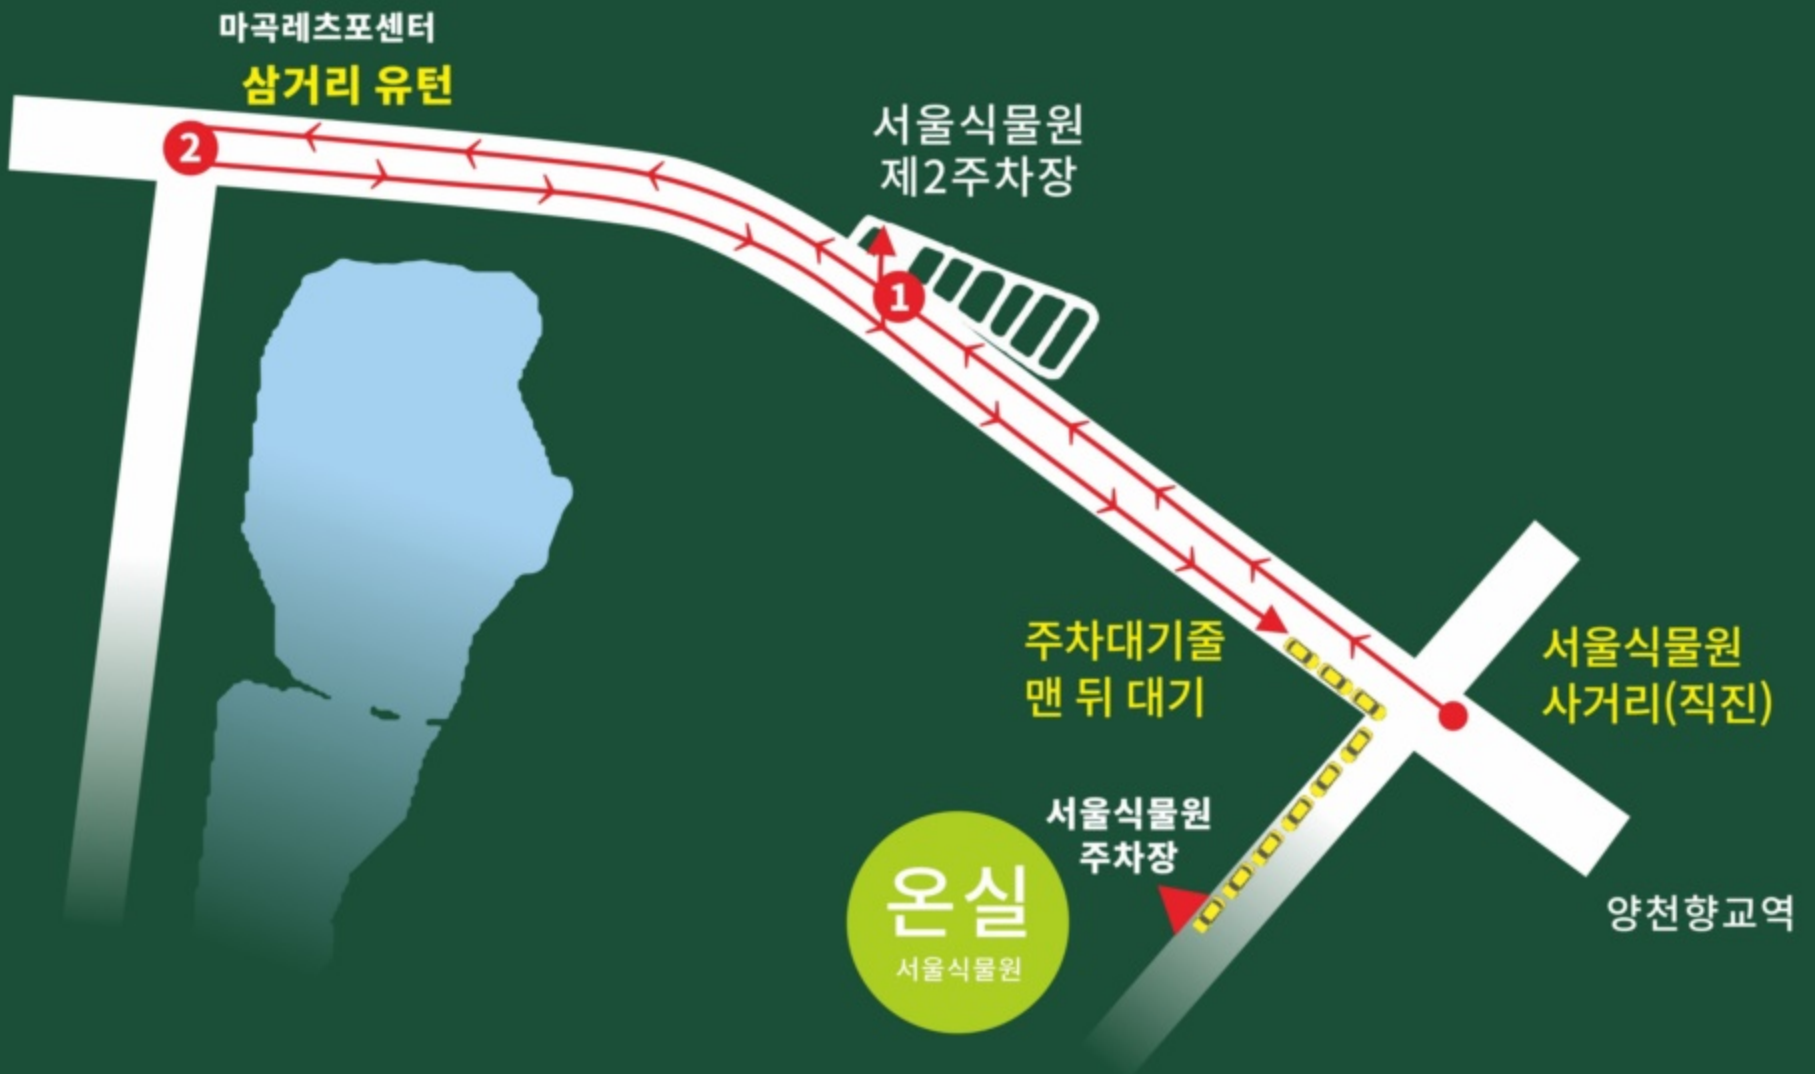 마곡레츠포센터
삼거리 유턴
2
서울식물원
제2주차장
1
주차대기줄
맨 뒤 대기
서울식물원
사거리(직진)
서울식물원
주차장
온실
서울식물원
양천향교역